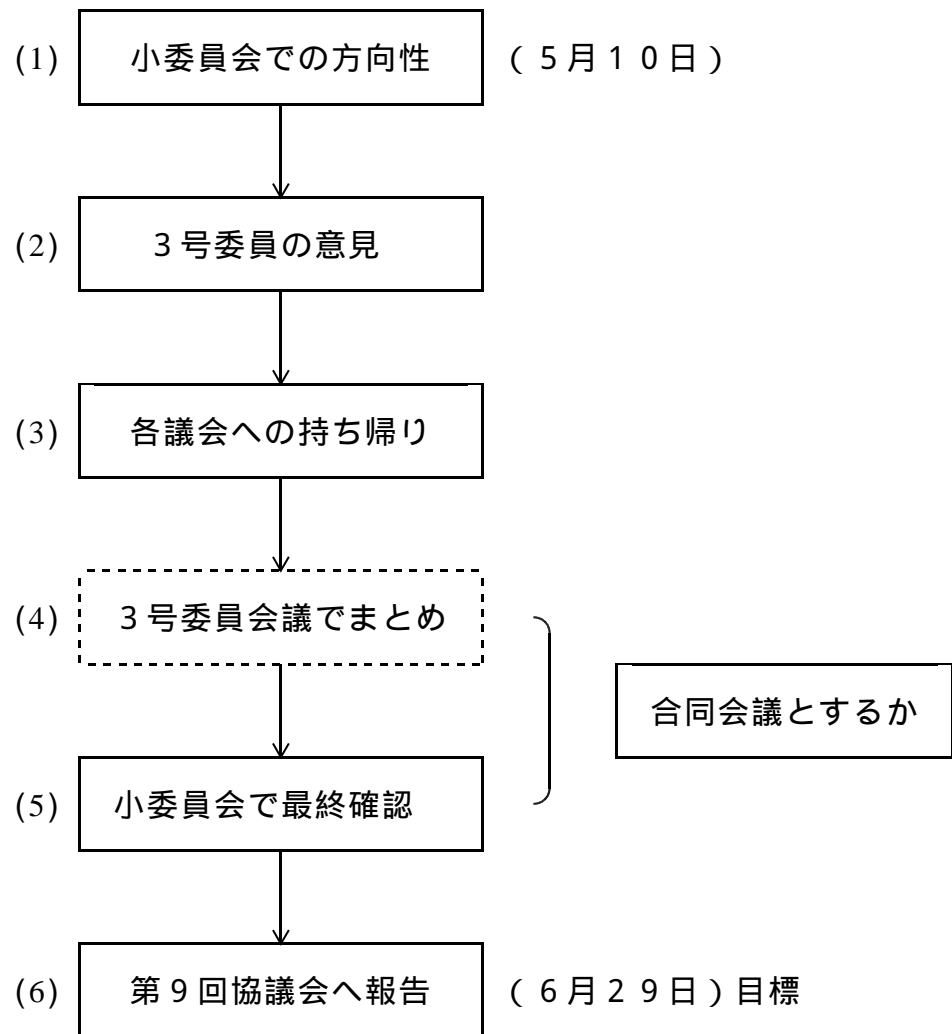 (1) 小委員会での方向性 (５月１０日)
(2) ３号委員の意見
(3) 各議会への持ち帰り
(4) ３号委員会議でまとめ
合同会議とするか
(5) 小委員会で最終確認
(6) 第９回協議会へ報告 (６月２９日)目標